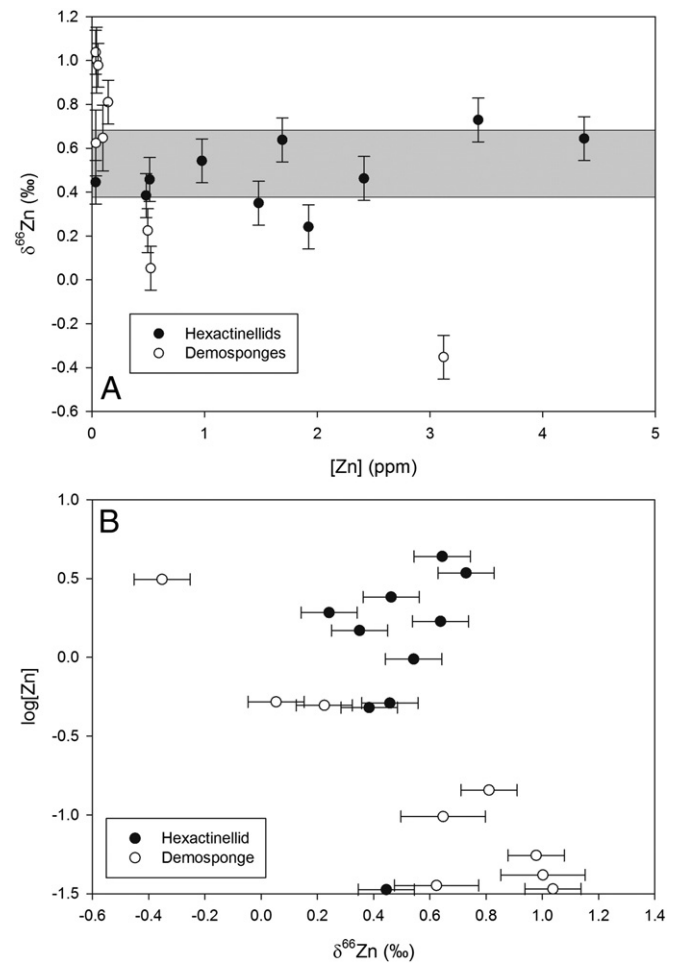 1.2
1.0
0.8
0.6
0.4
0.2
0.0
-0.2
-0.4
-0.6
δ⁶⁶Zn (‰)
Hexactinellids
Demosponges
A
0 1 2 3 4 5
[Zn] (ppm)
B
1.0
0.5
0.0
-0.5
-1.0
-1.5
log[Zn]
Hexactinellid
Demosponge
-0.6 -0.4 -0.2 0.0 0.2 0.4 0.6 0.8 1.0 1.2 1.4
δ⁶⁶Zn (‰)